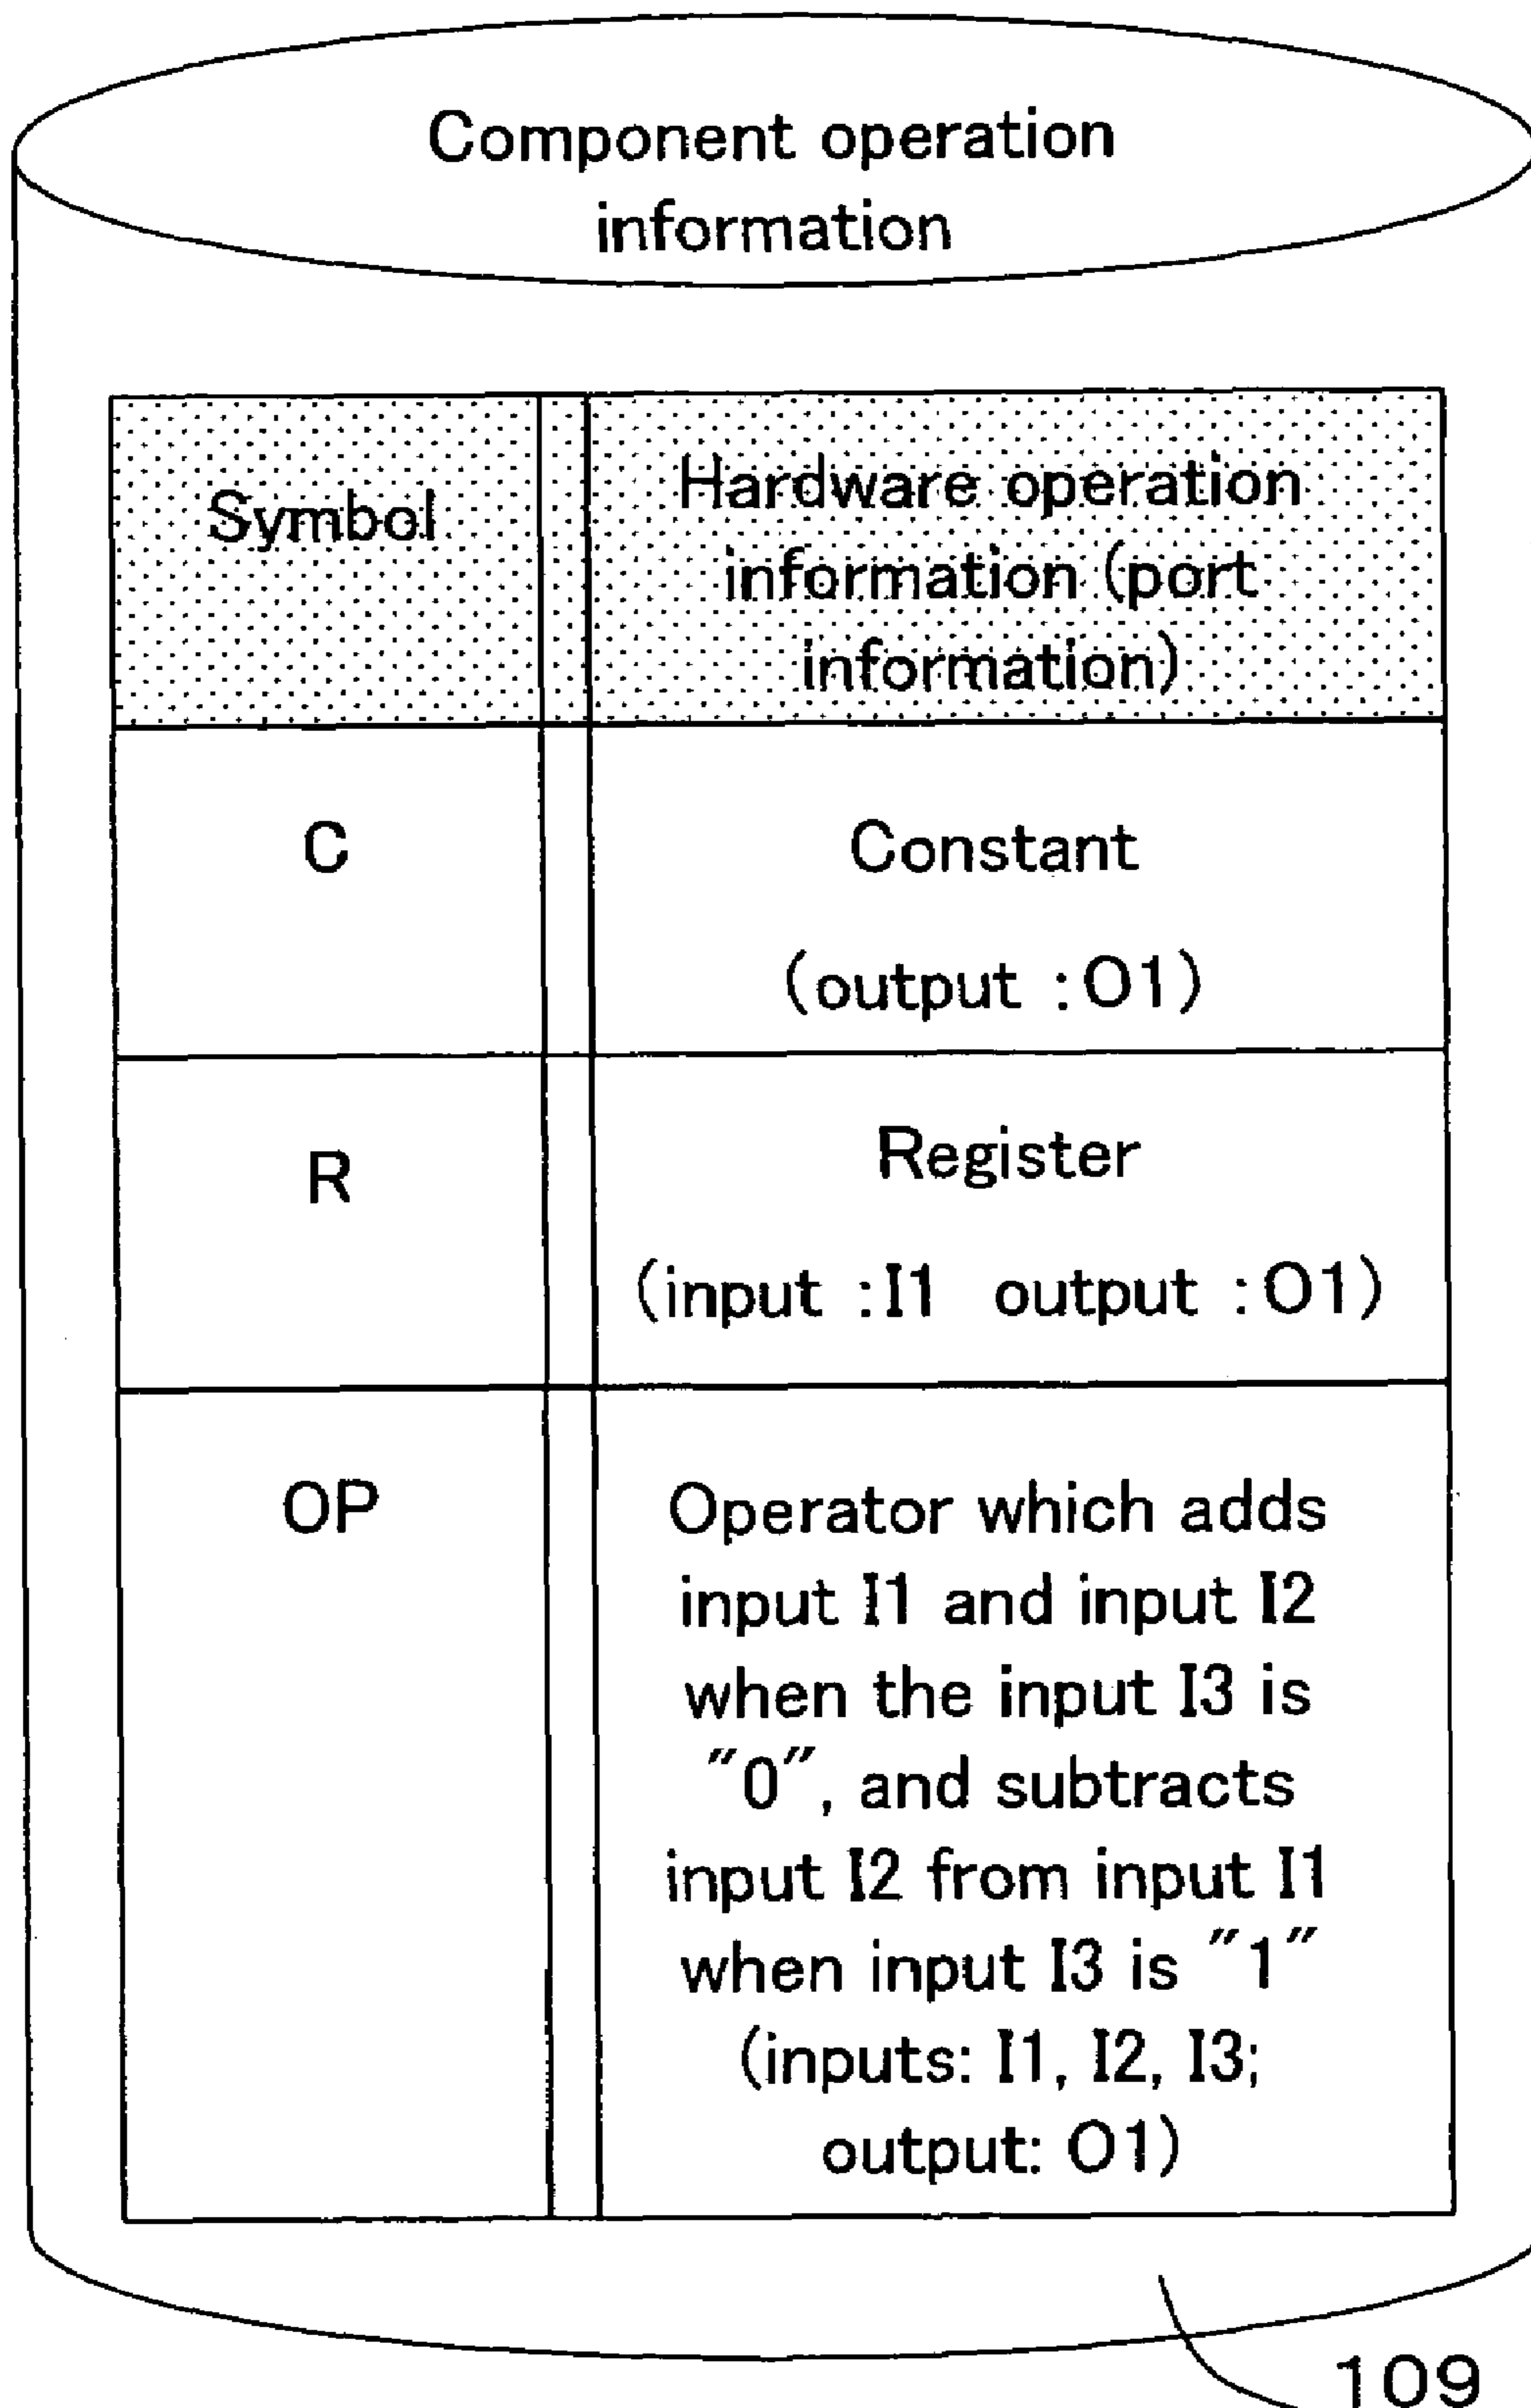 Component operation
information
Symbol
Hardware operation
information (port
information)
C
Constant
(output :O1)
R
Register
(input :I1 output :O1)
OP
Operator which adds
input I1 and input I2
when the input I3 is
"0", and subtracts
input I2 from input I1
when input I3 is "1"
(inputs: I1, I2, I3;
output: O1)
109